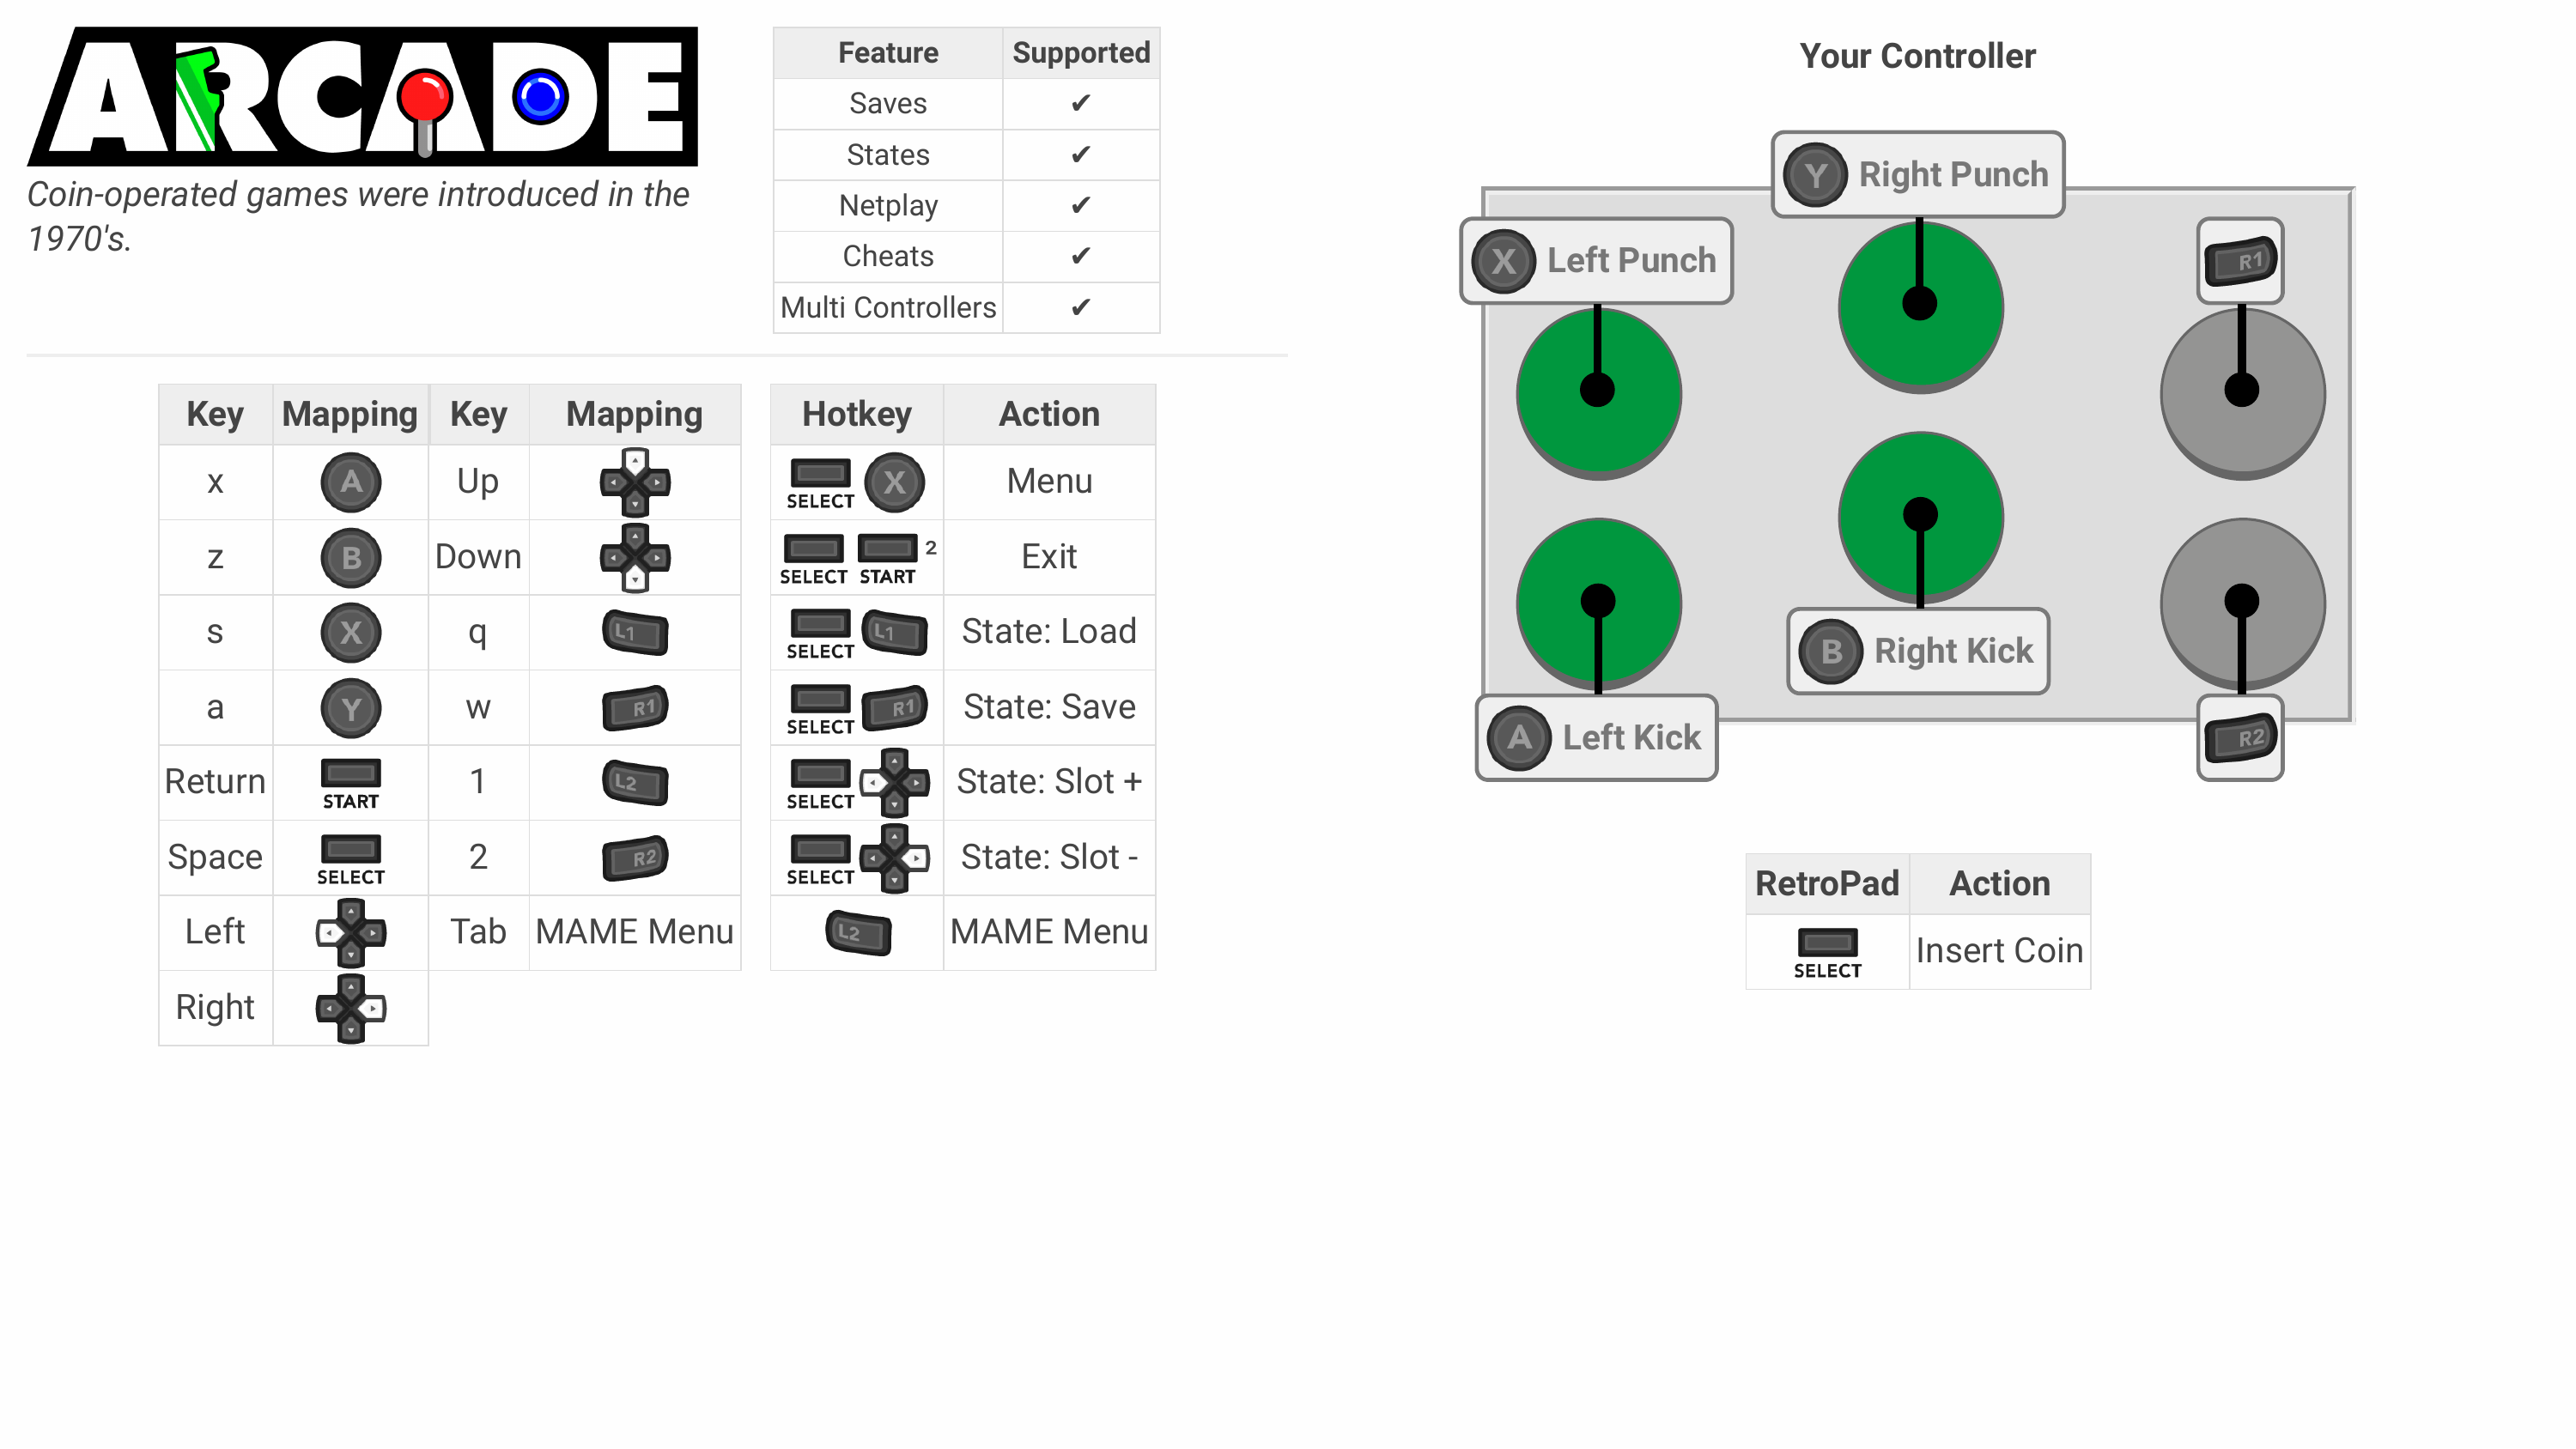 ARCADE
Coin-operated games were introduced in the
1970's.
Feature Supported
Saves ✔
States ✔
Netplay ✔
Cheats ✔
Multi Controllers ✔
Key Mapping Key Mapping
x A Up
z B Down
s X q L1
a Y w R1
Return START 1 L2
Space SELECT 2 R2
Left Tab MAME Menu
Right
Hotkey Action
SELECT X Menu
SELECT START 2 Exit
SELECT L1 State: Load
SELECT R1 State: Save
SELECT State: Slot +
SELECT State: Slot -
L2 MAME Menu
Your Controller
Y Right Punch
X Left Punch
R1
B Right Kick
A Left Kick
R2
RetroPad Action
SELECT Insert Coin